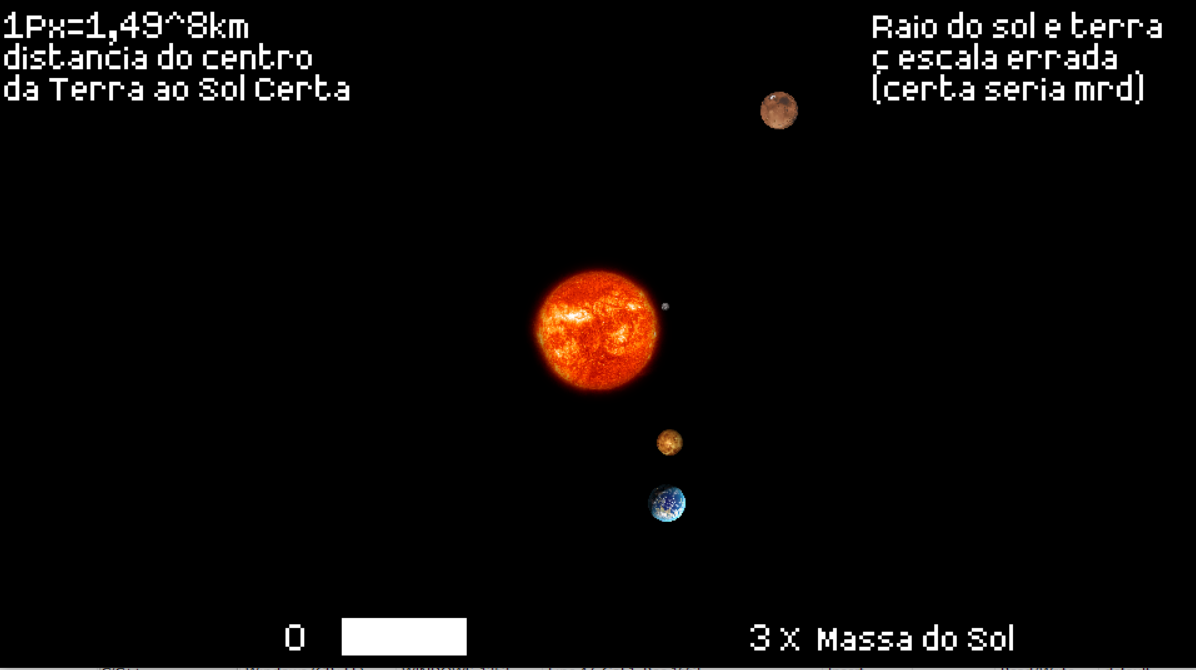 1Px=1,49^8km
distancia do centro
da Terra ao Sol Certa
Raio do sol e terra
c escala errada
(certa seria mrd)
0
3 X Massa do Sol